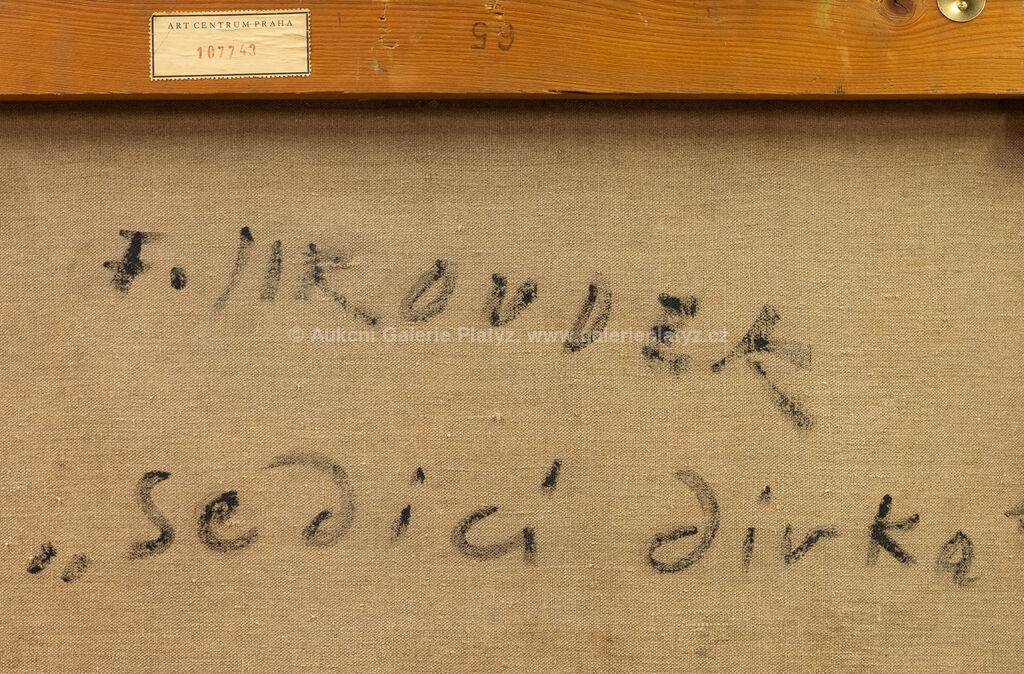 ART CENTRUM PRAHA
107743
65
F. JIROUDEK
© Aukční Galerie Platýz, www.galerieplatyz.cz
„sedící dívka“